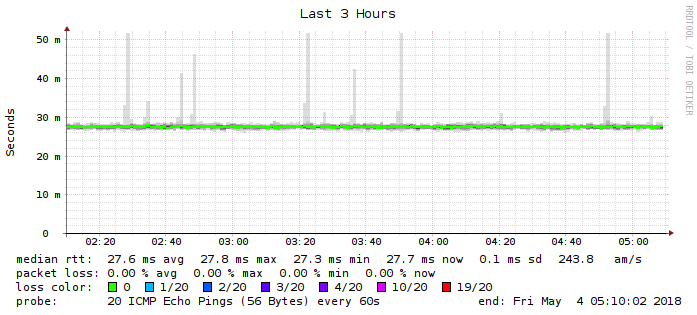 Last 3 Hours
RRDTOOL / TOBI OETIKER
Seconds
50 m
40 m
30 m
20 m
10 m
0
02:20 02:40 03:00 03:20 03:40 04:00 04:20 04:40 05:00
median rtt: 27.6 ms avg 27.8 ms max 27.3 ms min 27.7 ms now 0.1 ms sd 243.8 am/s
packet loss: 0.00 % avg 0.00 % max 0.00 % min 0.00 % now
loss color: 0 1/20 2/20 3/20 4/20 10/20 19/20
probe: 20 ICMP Echo Pings (56 Bytes) every 60s end: Fri May 4 05:10:02 2018